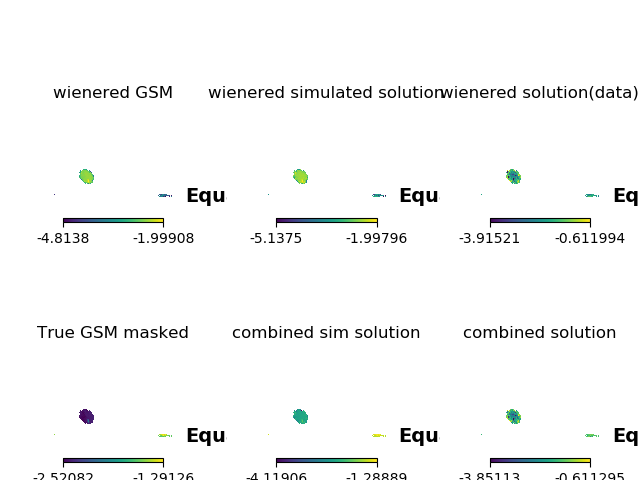 wienered GSM wienered simulated solution wienered solution(data)
Equ Equ Eq
-4.8138 -1.99908 -5.1375 -1.99796 -3.91521 -0.611994
True GSM masked combined sim solution combined solution
Equ Equ Eq
-2.52082 -1.29126 -4.11906 -1.28889 -3.85113 -0.611295